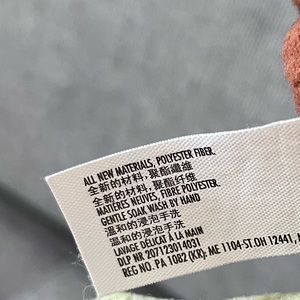 ALL NEW MATERIALS, POLYESTER FIBER.
全新的材料, 聚酯纖維
全新的材料, 聚酯纤维
MATIÈRES NEUVES, FIBRE POLYESTER.
GENTLE SOAK WASH BY HAND
溫和的浸泡手洗
温和的浸泡手洗
LAVAGE DÉLICAT À LA MAIN
DLP NR 207123014031
REG NO. PA 1082 (KR): ME 1104-ST.OH 12441, M